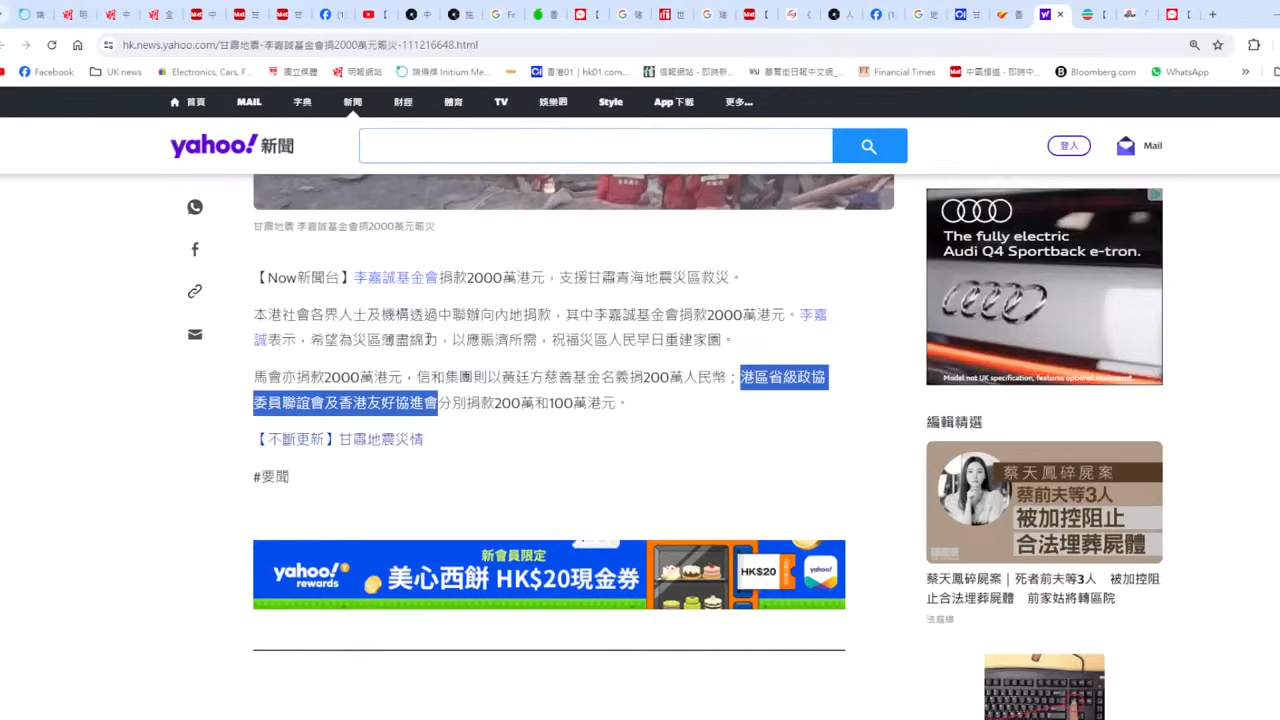 hk.news.yahoo.com/甘肅地震-李嘉誠基金會捐2000萬元賑災-111216648.html
Facebook UK news Electronics, Cars, F... 獨立媒體 明報網站 端傳媒 Initium Me... 香港01 | hk01.com... 信報網站 - 即時新... 華爾街日報中文網_... Financial Times 中國頻道 - 即時中... Bloomberg.com WhatsApp
首頁 MAIL 字典 新聞 財經 體育 TV 娛樂圈 Style App 下載 更多...
yahoo! 新聞
登入 Mail
甘肅地震 李嘉誠基金會捐2000萬元賑災
【Now新聞台】李嘉誠基金會捐款2000萬港元，支援甘肅青海地震災區救災。
本港社會各界人士及機構透過中聯辦向內地捐款，其中李嘉誠基金會捐款2000萬港元。李嘉
誠表示，希望為災區薄盡綿力，以應賑濟所需，祝福災區人民早日重建家園。
馬會亦捐款2000萬港元，信和集團則以黃廷方慈善基金名義捐200萬人民幣；港區省級政協
委員聯誼會及香港友好協進會分別捐款200萬和100萬港元。
【不斷更新】甘肅地震災情
#要聞
新會員限定
yahoo! rewards
美心西餅 HK$20現金券
HK$20
yahoo!
The fully electric
Audi Q4 Sportback e-tron.
Model not UK specification, features optional equipment.
編輯精選
蔡天鳳碎屍案
蔡前夫等3人
被加控阻止
合法埋葬屍體
蔡天鳳碎屍案｜死者前夫等3人 被加控阻
止合法埋葬屍體 前家姑將轉區院
法庭線